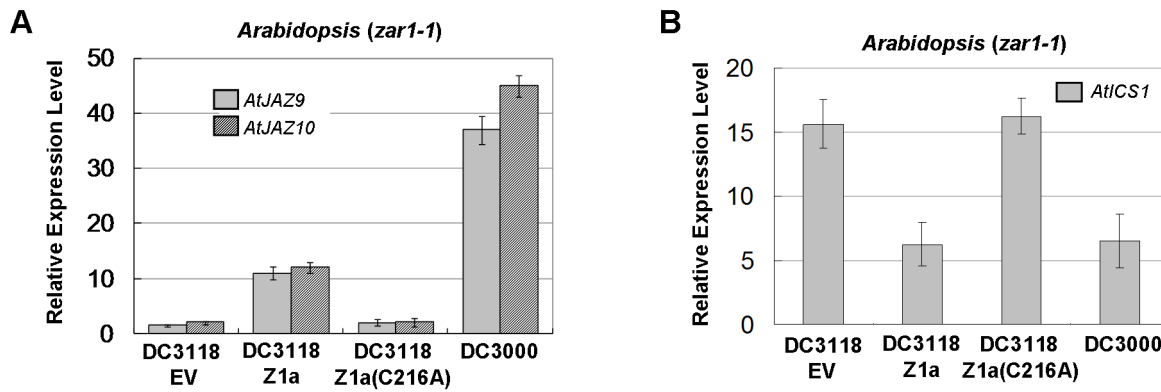 A
Arabidopsis (zar1-1)
Relative Expression Level
50
40
30
20
10
0
AtJAZ9
AtJAZ10
DC3118
EV
DC3118
Z1a
DC3118
Z1a(C216A)
DC3000
B
Arabidopsis (zar1-1)
Relative Expression Level
20
15
10
5
0
AtICS1
DC3118
EV
DC3118
Z1a
DC3118
Z1a(C216A)
DC3000